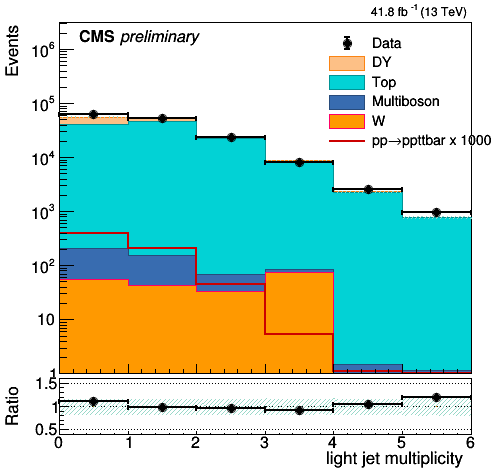 41.8 fb⁻¹ (13 TeV)
CMS preliminary
Events
10⁶
10⁵
10⁴
10³
10²
10
1
Data
DY
Top
Multiboson
W
pp→ppttbar x 1000
Ratio
1.5
1
0.5
0 1 2 3 4 5 6
light jet multiplicity